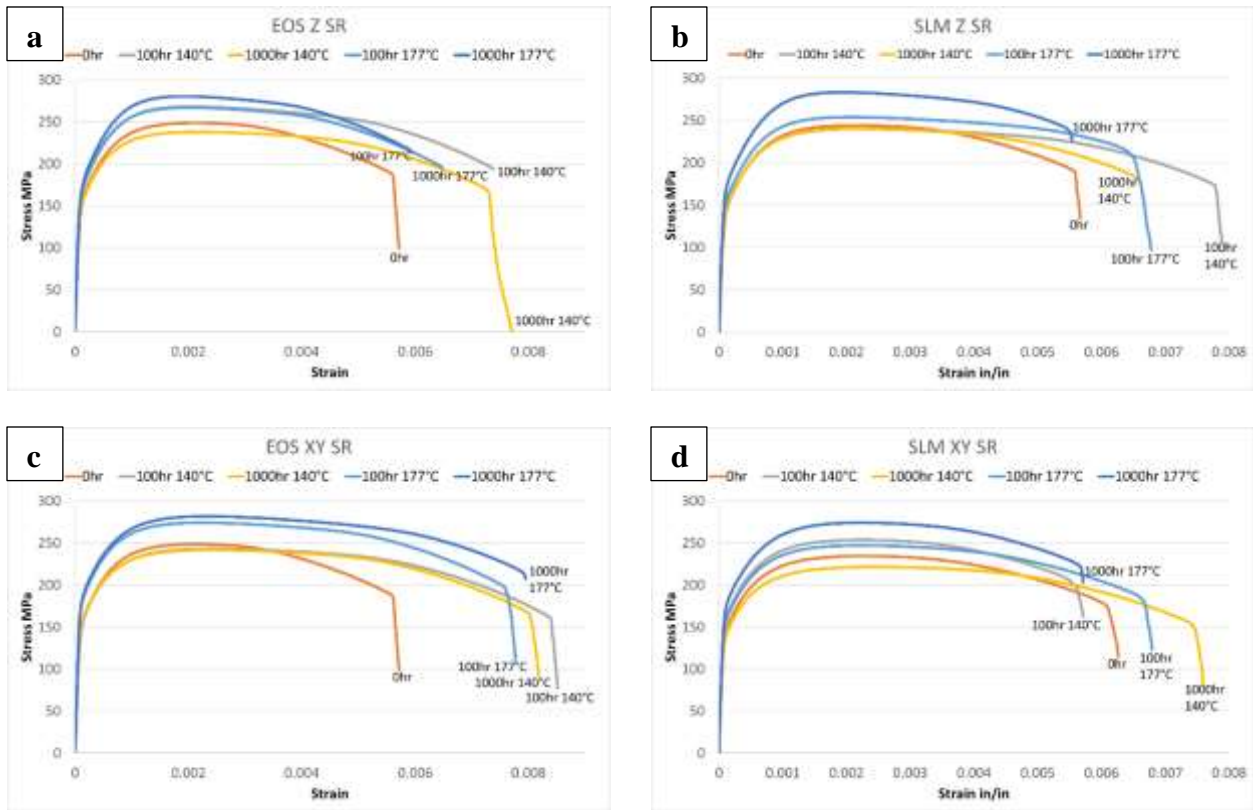 a
EOS Z SR
0hr 100hr 140°C 1000hr 140°C 100hr 177°C 1000hr 177°C
300
250
200
150
100
50
0
Stress MPa
100hr 177°C
1000hr 177°C
100hr 140°C
0hr
1000hr 140°C
0 0.002 0.004 0.006 0.008
Strain
b
SLM Z SR
0hr 100hr 140°C 1000hr 140°C 100hr 177°C 1000hr 177°C
300
250
200
150
100
50
0
Stress MPa
1000hr 177°C
1000hr
140°C
0hr
100hr 177°C
100hr
140°C
0 0.001 0.002 0.003 0.004 0.005 0.006 0.007 0.008
Strain in/in
c
EOS XY SR
0hr 100hr 140°C 1000hr 140°C 100hr 177°C 1000hr 177°C
300
250
200
150
100
50
0
Stress MPa
1000hr
177°C
100hr 177°C
0hr
1000hr 140°C
100hr 140°C
0 0.002 0.004 0.006 0.008
Strain
d
SLM XY SR
0hr 100hr 140°C 1000hr 140°C 100hr 177°C 1000hr 177°C
300
250
200
150
100
50
0
Stress MPa
1000hr 177°C
100hr 140°C
0hr
100hr
177°C
1000hr
140°C
0 0.001 0.002 0.003 0.004 0.005 0.006 0.007 0.008
Strain in/in